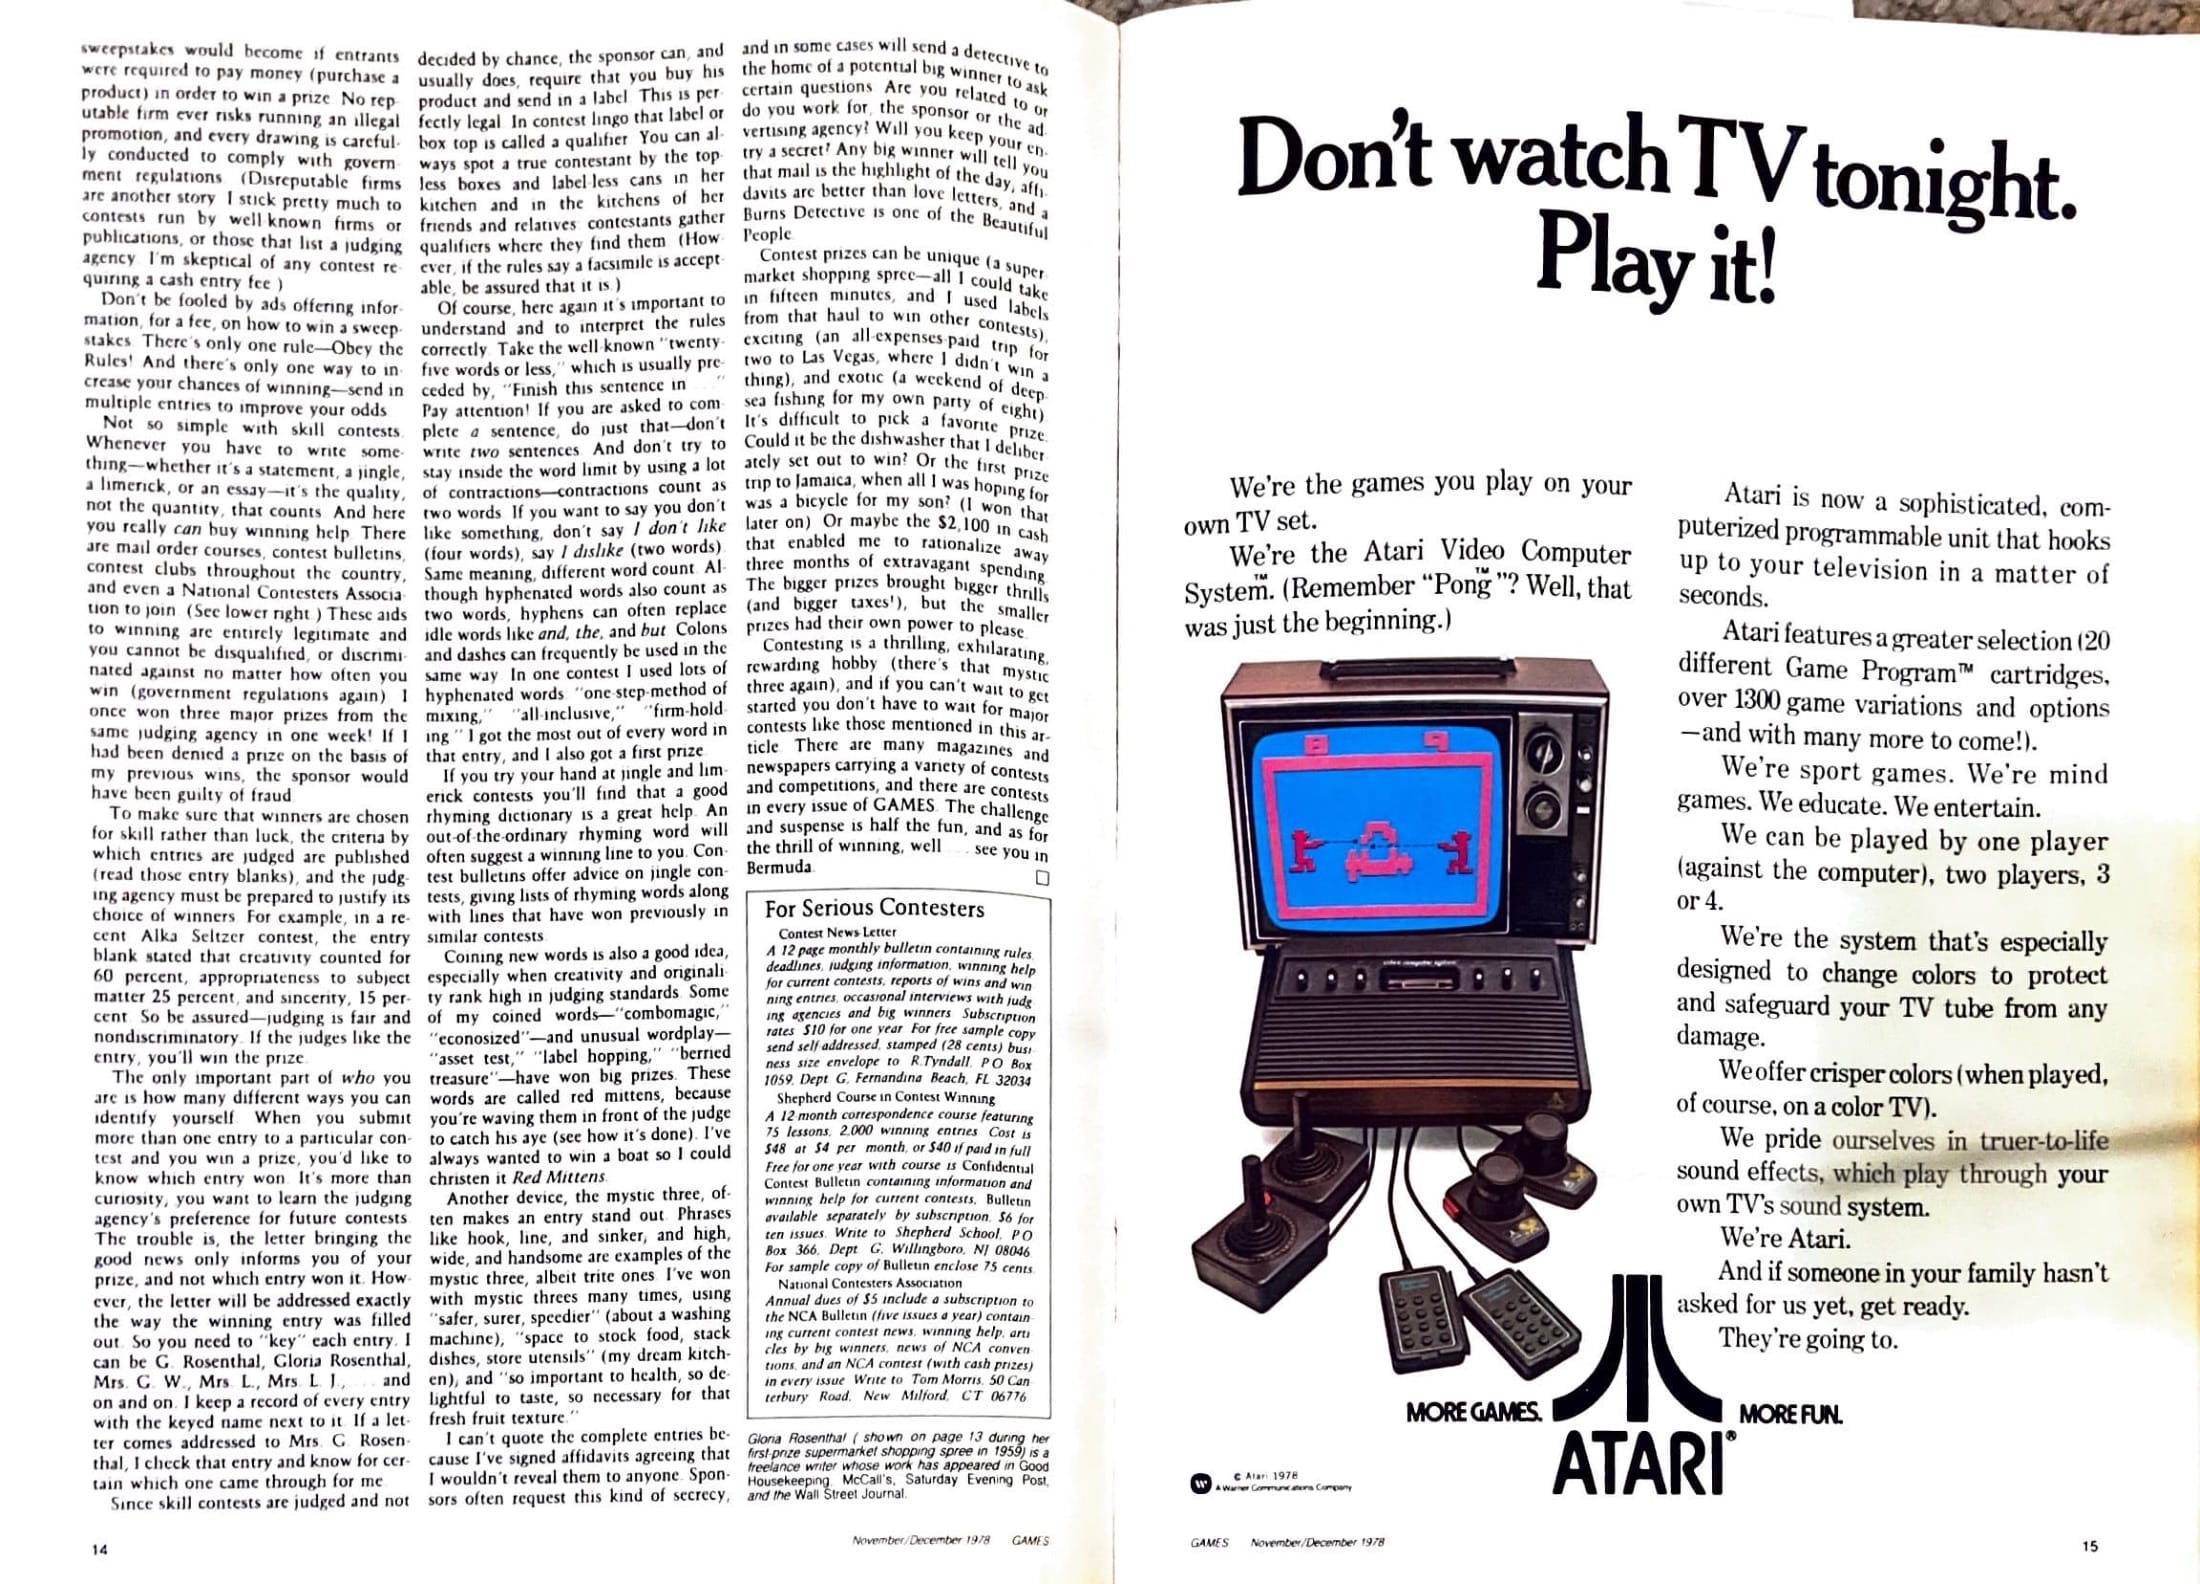 sweepstakes would become if entrants
were required to pay money (purchase a
product) in order to win a prize No rep-
utable firm ever risks running an illegal
promotion, and every drawing is careful-
ly conducted to comply with govern
ment regulations (Disreputable firms
are another story I stick pretty much to
contests run by well known firms or
publications, or those that list a judging
agency I'm skeptical of any contest re
quiring a cash entry fee )
Don't be fooled by ads offering infor-
mation, for a fee, on how to win a sweep-
stakes There's only one rule—Obey the
Rules! And there's only one way to in-
crease your chances of winning—send in
multiple entries to improve your odds
Not so simple with skill contests.
Whenever you have to write some-
thing—whether it's a statement, a jingle,
a limerick, or an essay—it's the quality,
not the quantity, that counts And here
you really can buy winning help There
are mail order courses, contest bulletins,
contest clubs throughout the country,
and even a National Contesters Associa-
tion to join (See lower right ) These aids
to winning are entirely legitimate and
you cannot be disqualified, or discrimi-
nated against no matter how often you
win (government regulations again) I
once won three major prizes from the
same judging agency in one week! If I
had been denied a prize on the basis of
my previous wins, the sponsor would
have been guilty of fraud
To make sure that winners are chosen
for skill rather than luck, the criteria by
which entries are judged are published
(read those entry blanks), and the judg-
ing agency must be prepared to justify its
choice of winners For example, in a re-
cent Alka Seltzer contest, the entry
blank stated that creativity counted for
60 percent, appropriateness to subject
matter 25 percent, and sincerity, 15 per-
cent So be assured—judging is fair and
nondiscriminatory. If the judges like the
entry, you'll win the prize
The only important part of who you
are is how many different ways you can
identify yourself When you submit
more than one entry to a particular con-
test and you win a prize, you'd like to
know which entry won It's more than
curiosity, you want to learn the judging
agency's preference for future contests
The trouble is, the letter bringing the
good news only informs you of your
prize, and not which entry won it. How-
ever, the letter will be addressed exactly
the way the winning entry was filled
out So you need to "key" each entry. I
can be G. Rosenthal, Gloria Rosenthal,
Mrs. G. W., Mrs. L., Mrs. L J., ... and
on and on I keep a record of every entry
with the keyed name next to it If a let-
ter comes addressed to Mrs. G. Rosen-
thal, I check that entry and know for cer-
tain which one came through for me
Since skill contests are judged and not
decided by chance, the sponsor can, and
usually does, require that you buy his
product and send in a label This is per-
fectly legal In contest lingo that label or
box top is called a qualifier You can al-
ways spot a true contestant by the top-
less boxes and label-less cans in her
kitchen and in the kitchens of her
friends and relatives contestants gather
qualifiers where they find them (How-
ever, if the rules say a facsimile is accept-
able, be assured that it is.)
Of course, here again it's important to
understand and to interpret the rules
correctly Take the well known "twenty-
five words or less," which is usually pre-
ceded by, "Finish this sentence in ... "
Pay attention! If you are asked to com-
plete a sentence, do just that—don't
write two sentences And don't try to
stay inside the word limit by using a lot
of contractions—contractions count as
two words If you want to say you don't
like something, don't say I don't like
(four words), say I dislike (two words)
Same meaning, different word count. Al-
though hyphenated words also count as
two words, hyphens can often replace
idle words like and, the, and but Colons
and dashes can frequently be used in the
same way In one contest I used lots of
hyphenated words "one-step-method of
mixing," "all-inclusive," "firm-hold-
ing" I got the most out of every word in
that entry, and I also got a first prize
If you try your hand at jingle and lim-
erick contests you'll find that a good
rhyming dictionary is a great help. An
out-of-the-ordinary rhyming word will
often suggest a winning line to you Con-
test bulletins offer advice on jingle con-
tests, giving lists of rhyming words along
with lines that have won previously in
similar contests
Coining new words is also a good idea,
especially when creativity and originali-
ty rank high in judging standards Some
of my coined words—"combomagic,"
"econosized"—and unusual wordplay—
"asset test," "label hopping," "berried
treasure"—have won big prizes. These
words are called red mittens, because
you're waving them in front of the judge
to catch his aye (see how it's done). I've
always wanted to win a boat so I could
christen it Red Mittens
Another device, the mystic three, of-
ten makes an entry stand out Phrases
like hook, line, and sinker, and high,
wide, and handsome are examples of the
mystic three, albeit trite ones I've won
with mystic threes many times, using
"safer, surer, speedier" (about a washing
machine), "space to stock food, stack
dishes, store utensils" (my dream kitch-
en), and "so important to health, so de-
lightful to taste, so necessary for that
fresh fruit texture."
I can't quote the complete entries be-
cause I've signed affidavits agreeing that
I wouldn't reveal them to anyone. Spon-
sors often request this kind of secrecy,
and in some cases will send a detective to
the home of a potential big winner to ask
certain questions Are you related to or
do you work for, the sponsor or the ad-
vertising agency? Will you keep your en-
try a secret? Any big winner will tell you
that mail is the highlight of the day, affi-
davits are better than love letters, and a
Burns Detective is one of the Beautiful
People
Contest prizes can be unique (a super-
market shopping spree—all I could take
in fifteen minutes, and I used labels
from that haul to win other contests),
exciting (an all-expenses-paid trip for
two to Las Vegas, where I didn't win a
thing), and exotic (a weekend of deep-
sea fishing for my own party of eight)
It's difficult to pick a favorite prize.
Could it be the dishwasher that I deliber-
ately set out to win? Or the first prize
trip to Jamaica, when all I was hoping for
was a bicycle for my son? (I won that
later on) Or maybe the $2,100 in cash
that enabled me to rationalize away
three months of extravagant spending
The bigger prizes brought bigger thrills
(and bigger taxes!), but the smaller
prizes had their own power to please
Contesting is a thrilling, exhilarating,
rewarding hobby (there's that mystic
three again), and if you can't wait to get
started you don't have to wait for major
contests like those mentioned in this ar-
ticle There are many magazines and
newspapers carrying a variety of contests
and competitions, and there are contests
in every issue of GAMES The challenge
and suspense is half the fun, and as for
the thrill of winning, well ... see you in
Bermuda.
For Serious Contesters
Contest News-Letter
A 12 page monthly bulletin containing rules,
deadlines, judging information, winning help
for current contests, reports of wins and win
ning entries, occasional interviews with judg
ing agencies and big winners Subscription
rates $10 for one year For free sample copy
send self addressed, stamped (28 cents) busi
ness size envelope to R.Tyndall, P O Box
1059, Dept G, Fernandina Beach, FL 32034
Shepherd Course in Contest Winning
A 12-month correspondence course featuring
75 lessons, 2,000 winning entries Cost is
$48 at $4 per month, or $40 if paid in full
Free for one year with course is Confidential
Contest Bulletin containing information and
winning help for current contests, Bulletin
available separately by subscription, $6 for
ten issues. Write to Shepherd School, P O
Box 366, Dept G, Willingboro, NJ 08046
For sample copy of Bulletin enclose 75 cents.
National Contesters Association
Annual dues of $5 include a subscription to
the NCA Bulletin (five issues a year) contain
ing current contest news, winning help, arti
cles by big winners, news of NCA conven
tions, and an NCA contest (with cash prizes)
in every issue Write to Tom Morris, 50 Can
terbury Road, New Milford, CT 06776
Gloria Rosenthal ( shown on page 13 during her
first-prize supermarket shopping spree in 1959) is a
freelance writer whose work has appeared in Good
Housekeeping, McCall's, Saturday Evening Post,
and the Wall Street Journal.
14
November/December 1978 GAMES
Don't watch TV tonight.
Play it!
We're the games you play on your
own TV set.
We're the Atari Video Computer
System™. (Remember "Pong™"? Well, that
was just the beginning.)
8 9
video computer system
Atari is now a sophisticated, com-
puterized programmable unit that hooks
up to your television in a matter of
seconds.
Atari features a greater selection (20
different Game Program™ cartridges,
over 1300 game variations and options
—and with many more to come!).
We're sport games. We're mind
games. We educate. We entertain.
We can be played by one player
(against the computer), two players, 3
or 4.
We're the system that's especially
designed to change colors to protect
and safeguard your TV tube from any
damage.
We offer crisper colors (when played,
of course, on a color TV).
We pride ourselves in truer-to-life
sound effects, which play through your
own TV's sound system.
We're Atari.
And if someone in your family hasn't
asked for us yet, get ready.
They're going to.
MORE GAMES. MORE FUN.
ATARI®
© Atari 1978
A Warner Communications Company
GAMES November/December 1978
15